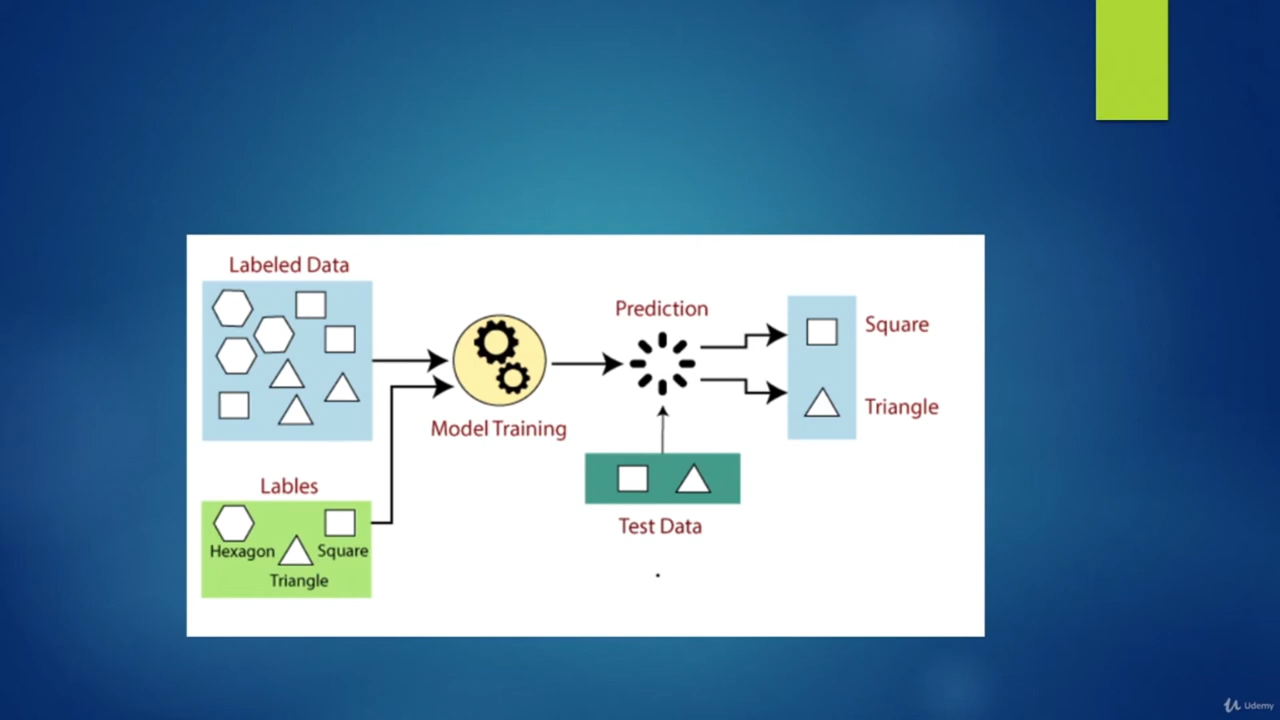 Labeled Data
Prediction
Square
Triangle
Model Training
Lables
Hexagon
Square
Triangle
Test Data
Udemy